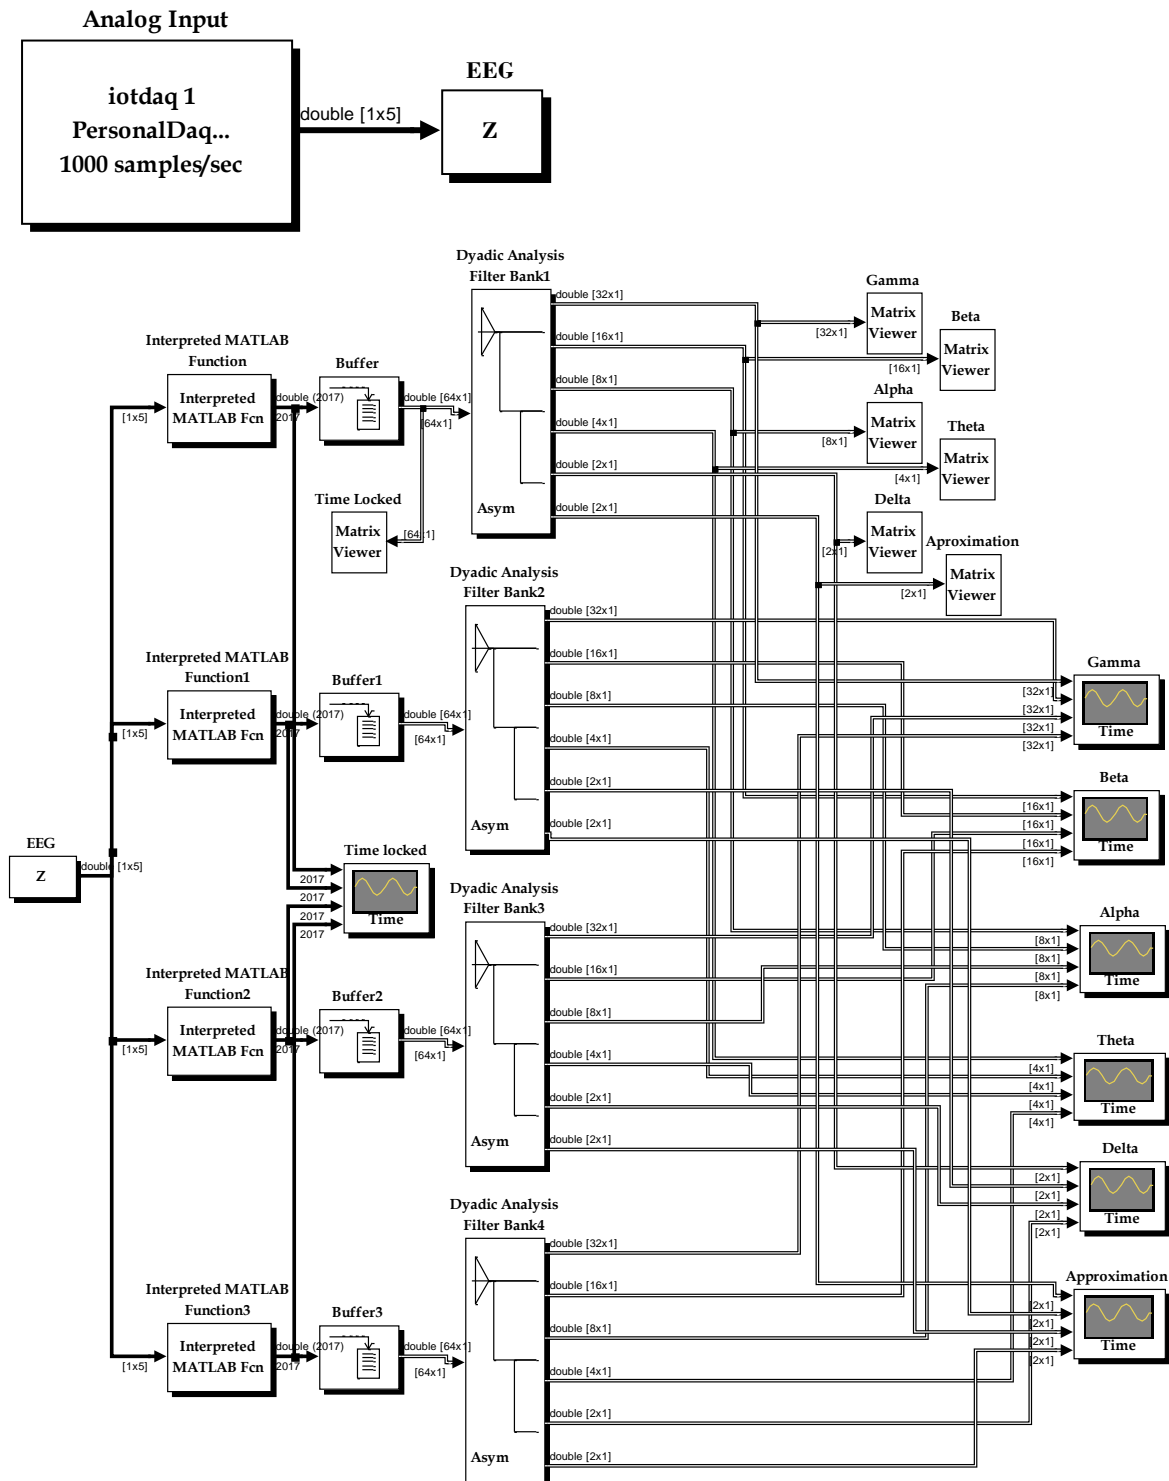 Analog Input
iotdaq 1
PersonalDaq...
1000 samples/sec
double [1x5]
EEG
Z
Dyadic Analysis
Filter Bank1
double [32x1]
double [16x1]
double [8x1]
double [4x1]
double [2x1]
double [2x1]
Asym
Interpreted MATLAB
Function
Interpreted
MATLAB Fcn
[1x5]
double (2017)
2017
Buffer
double [64x1]
[64x1]
Time Locked
Matrix
Viewer
[64x1]
Gamma
Matrix
Viewer
[32x1]
Beta
Matrix
Viewer
[16x1]
Alpha
Matrix
Viewer
[8x1]
Theta
Matrix
Viewer
[4x1]
Delta
Matrix
Viewer
[2x1]
Aproximation
Matrix
Viewer
[2x1]
Dyadic Analysis
Filter Bank2
double [32x1]
double [16x1]
double [8x1]
double [4x1]
double [2x1]
double [2x1]
Asym
Interpreted MATLAB
Function1
Interpreted
MATLAB Fcn
[1x5]
double (2017)
2017
Buffer1
double [64x1]
[64x1]
Gamma
[32x1]
[32x1]
[32x1]
[32x1]
Time
Beta
[16x1]
[16x1]
[16x1]
[16x1]
Time
EEG
Z
double [1x5]
Time locked
2017
2017
2017
2017
Time
Dyadic Analysis
Filter Bank3
double [32x1]
double [16x1]
double [8x1]
double [4x1]
double [2x1]
double [2x1]
Asym
Alpha
[8x1]
[8x1]
[8x1]
[8x1]
Time
Interpreted MATLAB
Function2
Interpreted
MATLAB Fcn
[1x5]
double (2017)
2017
Buffer2
double [64x1]
[64x1]
Theta
[4x1]
[4x1]
[4x1]
[4x1]
Time
Delta
[2x1]
[2x1]
[2x1]
[2x1]
Time
Dyadic Analysis
Filter Bank4
double [32x1]
double [16x1]
double [8x1]
double [4x1]
double [2x1]
double [2x1]
Asym
Interpreted MATLAB
Function3
Interpreted
MATLAB Fcn
[1x5]
double (2017)
2017
Buffer3
double [64x1]
[64x1]
Approximation
[2x1]
[2x1]
[2x1]
[2x1]
Time